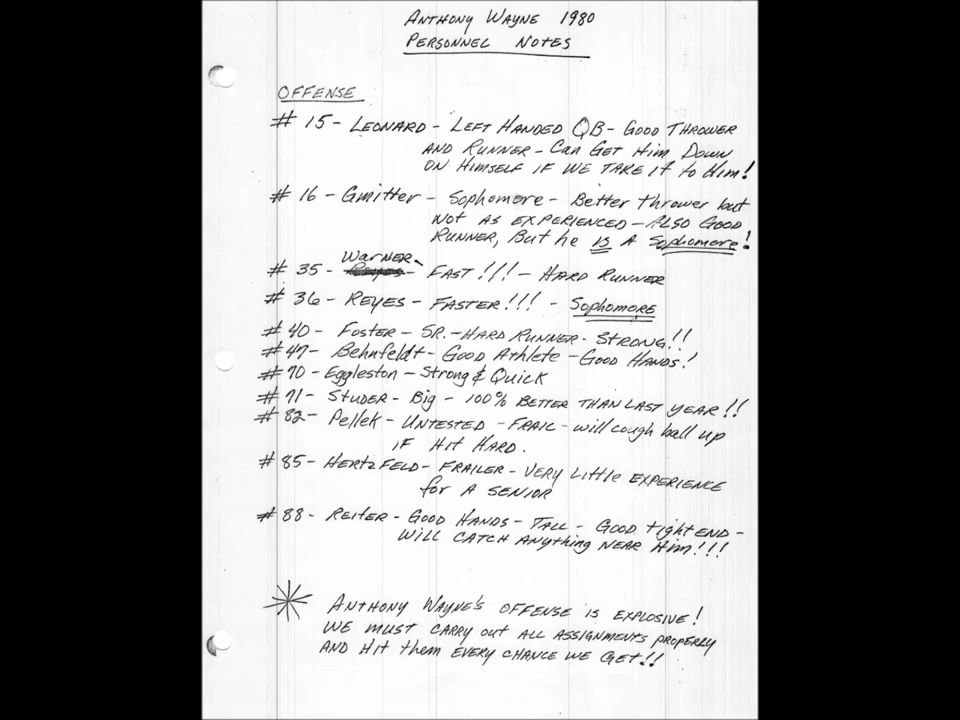 ANTHONY WAYNE 1980
PERSONNEL NOTES
OFFENSE
# 15 - LEONARD - LEFT HANDED QB - GOOD THROWER
AND RUNNER - Can GET Him Down
ON HIMSELF IF WE TAKE IT to Him!
# 16 - Gmitter - Sophomore - Better thrower but
NOT AS EXPERIENCED - ALSO GOOD
RUNNER, But he IS A Sophomore!
Warner
# 35 - Reyes - FAST!!! - HARD RUNNER
# 36 - REYES - FASTER!!! - Sophomore
# 40 - Foster - SR. - HARD RUNNER - STRONG!!
# 47 - Behnfeldt - GOOD Athlete - GOOD HANDS!
# 70 - Eggleston - Strong & Quick
# 71 - STUDER - Big - 100% BETTER THAN LAST YEAR!!
# 82 - Pellek - UNTESTED - FRAIL - will cough ball up
IF HIT HARD.
# 85 - HERTZFELD - FRAILER - VERY Little EXPERIENCE
for A SENIOR
# 88 - REITER - GOOD HANDS - TALL - GOOD tight END -
WILL CATCH ANything NEAR Him!!!
ANTHONY WAYNE'S OFFENSE IS EXPLOSIVE!
WE MUST CARRY OUT ALL ASSIGNMENTS PROPERLY
AND Hit them EVERY CHANCE WE GET!!